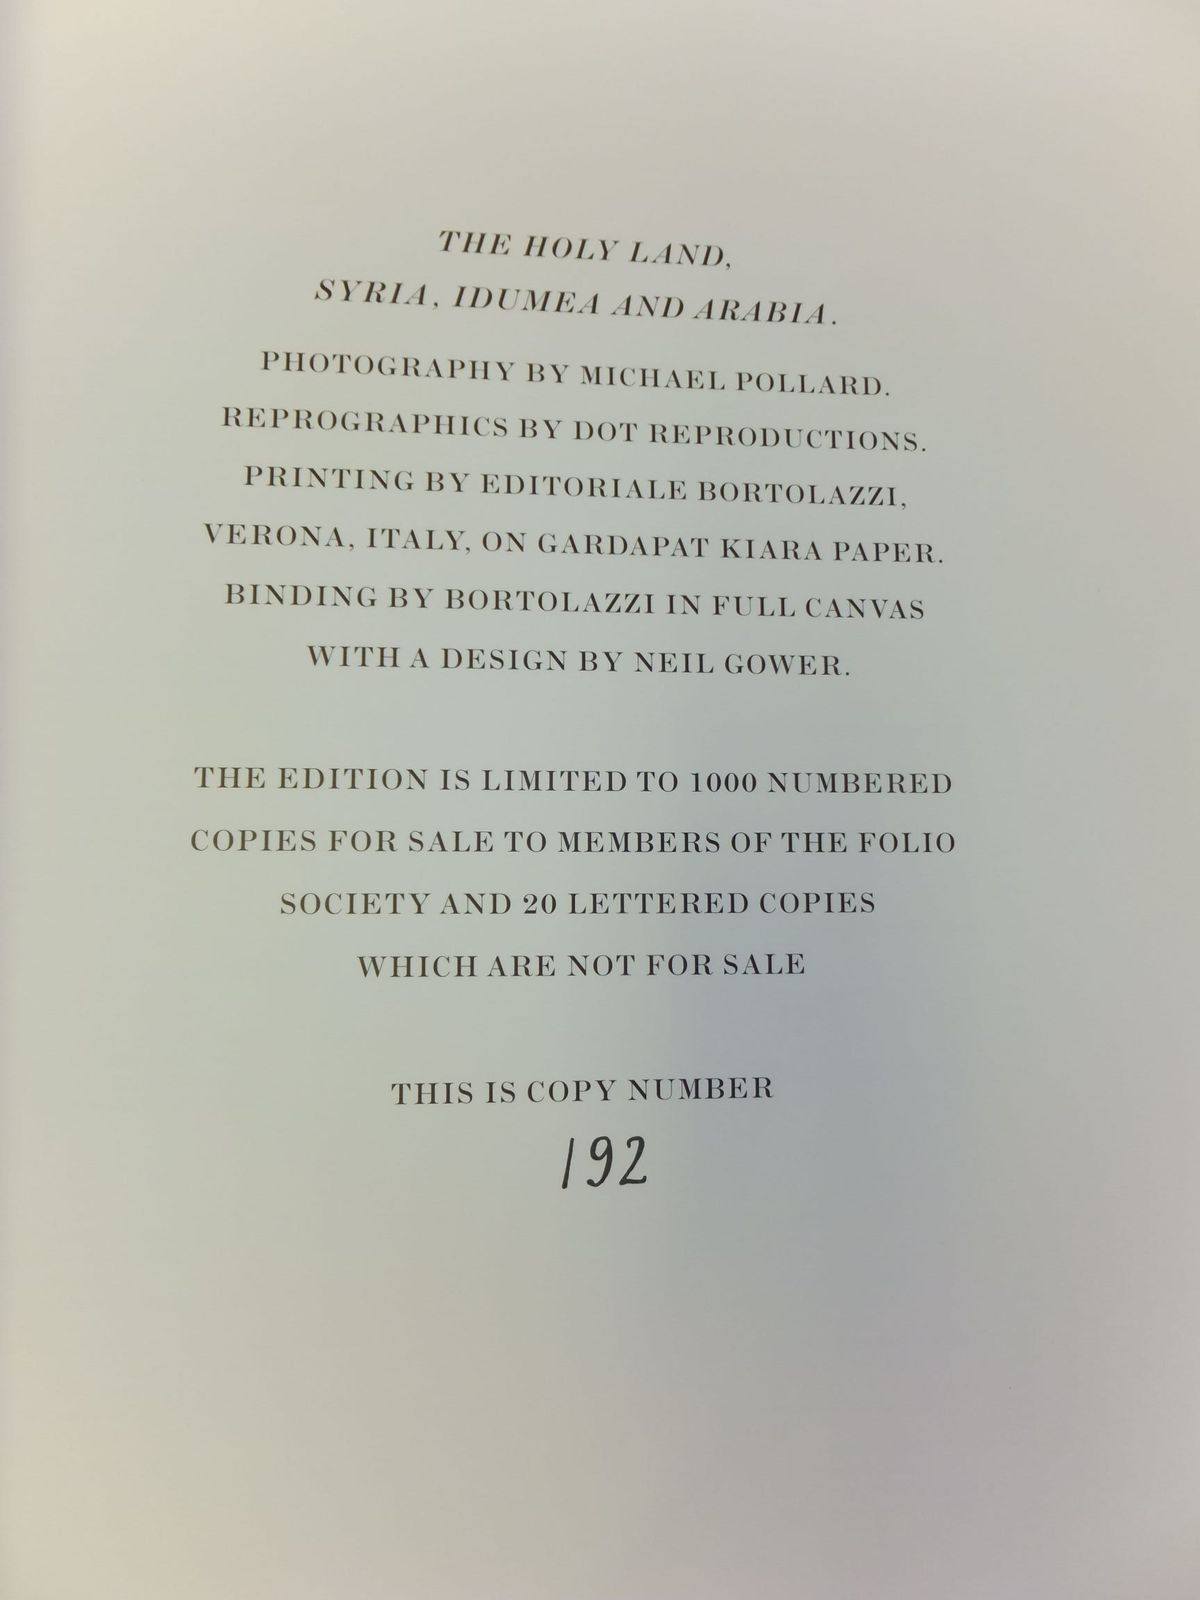 THE HOLY LAND,
SYRIA, IDUMEA AND ARABIA.
PHOTOGRAPHY BY MICHAEL POLLARD.
REPROGRAPHICS BY DOT REPRODUCTIONS.
PRINTING BY EDITORIALE BORTOLAZZI,
VERONA, ITALY, ON GARDAPAT KIARA PAPER.
BINDING BY BORTOLAZZI IN FULL CANVAS
WITH A DESIGN BY NEIL GOWER.
THE EDITION IS LIMITED TO 1000 NUMBERED
COPIES FOR SALE TO MEMBERS OF THE FOLIO
SOCIETY AND 20 LETTERED COPIES
WHICH ARE NOT FOR SALE
THIS IS COPY NUMBER
192